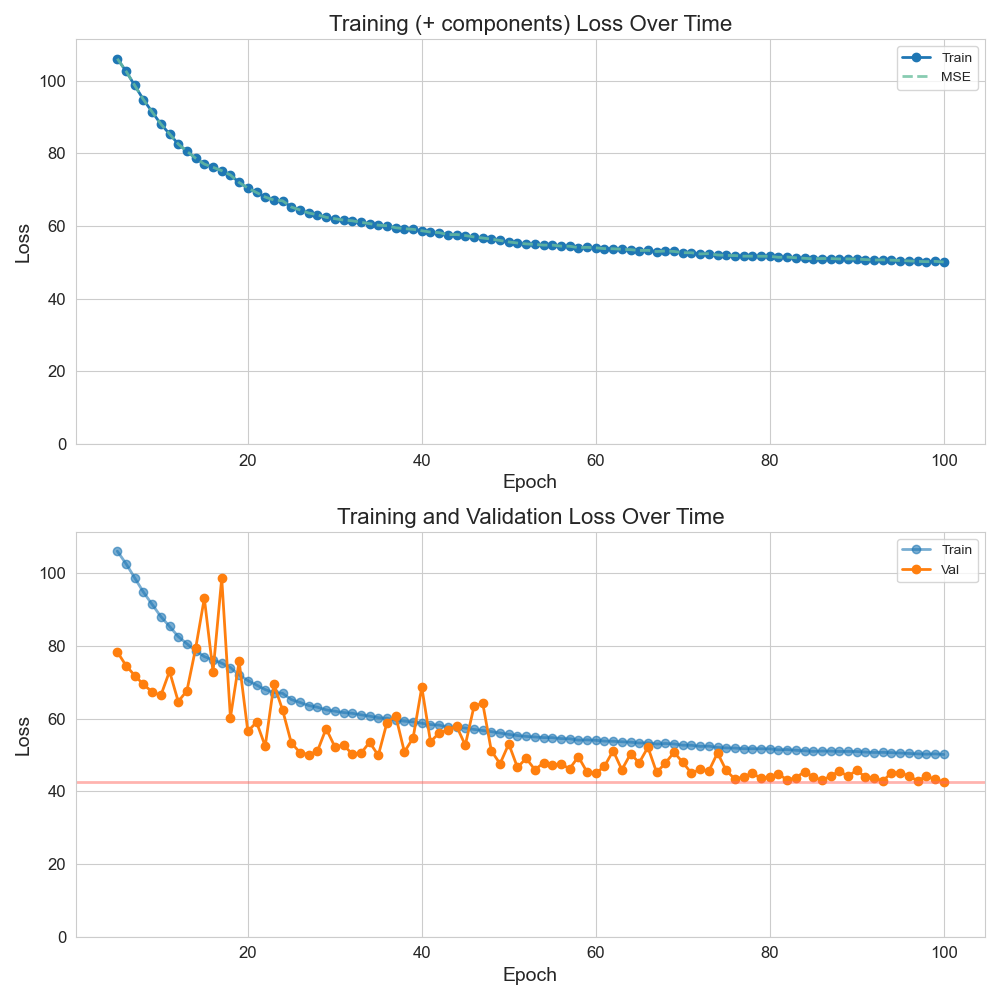 Training (+ components) Loss Over Time
Train
MSE
100
80
60
40
20
0
Loss
20 40 60 80 100
Epoch
Training and Validation Loss Over Time
Train
Val
100
80
60
40
20
0
Loss
20 40 60 80 100
Epoch